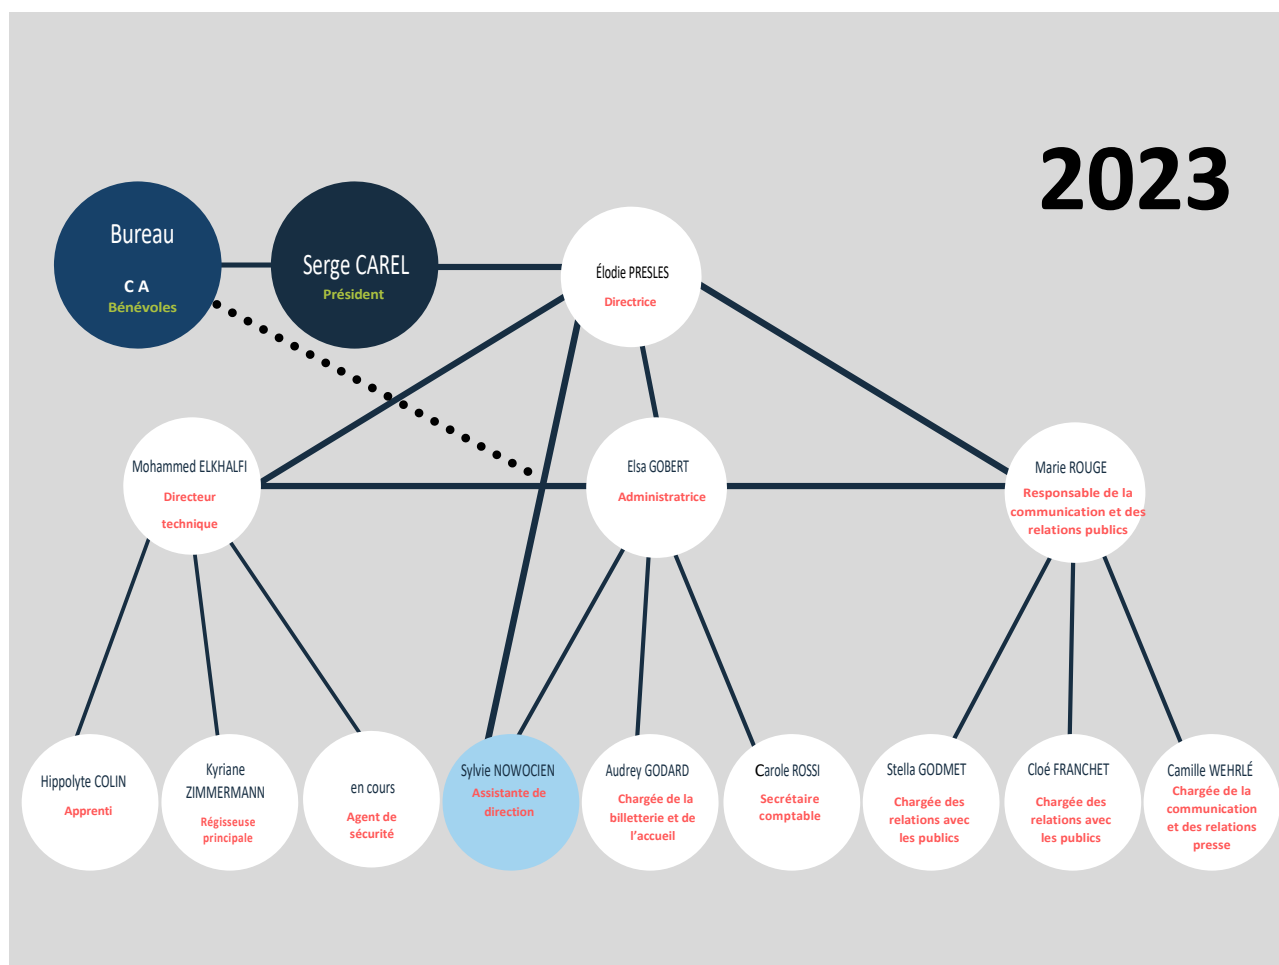 2023
Bureau
C A
Bénévoles
Serge CAREL
Président
Élodie PRESLES
Directrice
Mohammed ELKHALFI
Directeur
technique
Elsa GOBERT
Administratrice
Marie ROUGE
Responsable de la
communication et des
relations publics
Hippolyte COLIN
Apprenti
Kyriane
ZIMMERMANN
Régisseuse
principale
en cours
Agent de
sécurité
Sylvie NOWOCIEN
Assistante de
direction
Audrey GODARD
Chargée de la
billetterie et de
l'accueil
Carole ROSSI
Secrétaire
comptable
Stella GODMET
Chargée des
relations avec
les publics
Cloé FRANCHET
Chargée des
relations avec
les publics
Camille WEHRLÉ
Chargée de la
communication
et des relations
presse